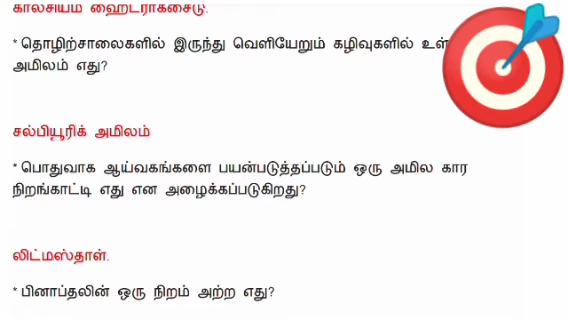 கால்சியம் ஹைட்ராக்சைடு.
* தொழிற்சாலைகளில் இருந்து வெளியேறும் கழிவுகளில் உள்
அமிலம் எது?
சல்பியூரிக் அமிலம்
* பொதுவாக ஆய்வகங்களை பயன்படுத்தப்படும் ஒரு அமில கார
நிறங்காட்டி எது என அழைக்கப்படுகிறது?
லிட்மஸ்தாள்.
* பினாப்தலின் ஒரு நிறம் அற்ற எது?